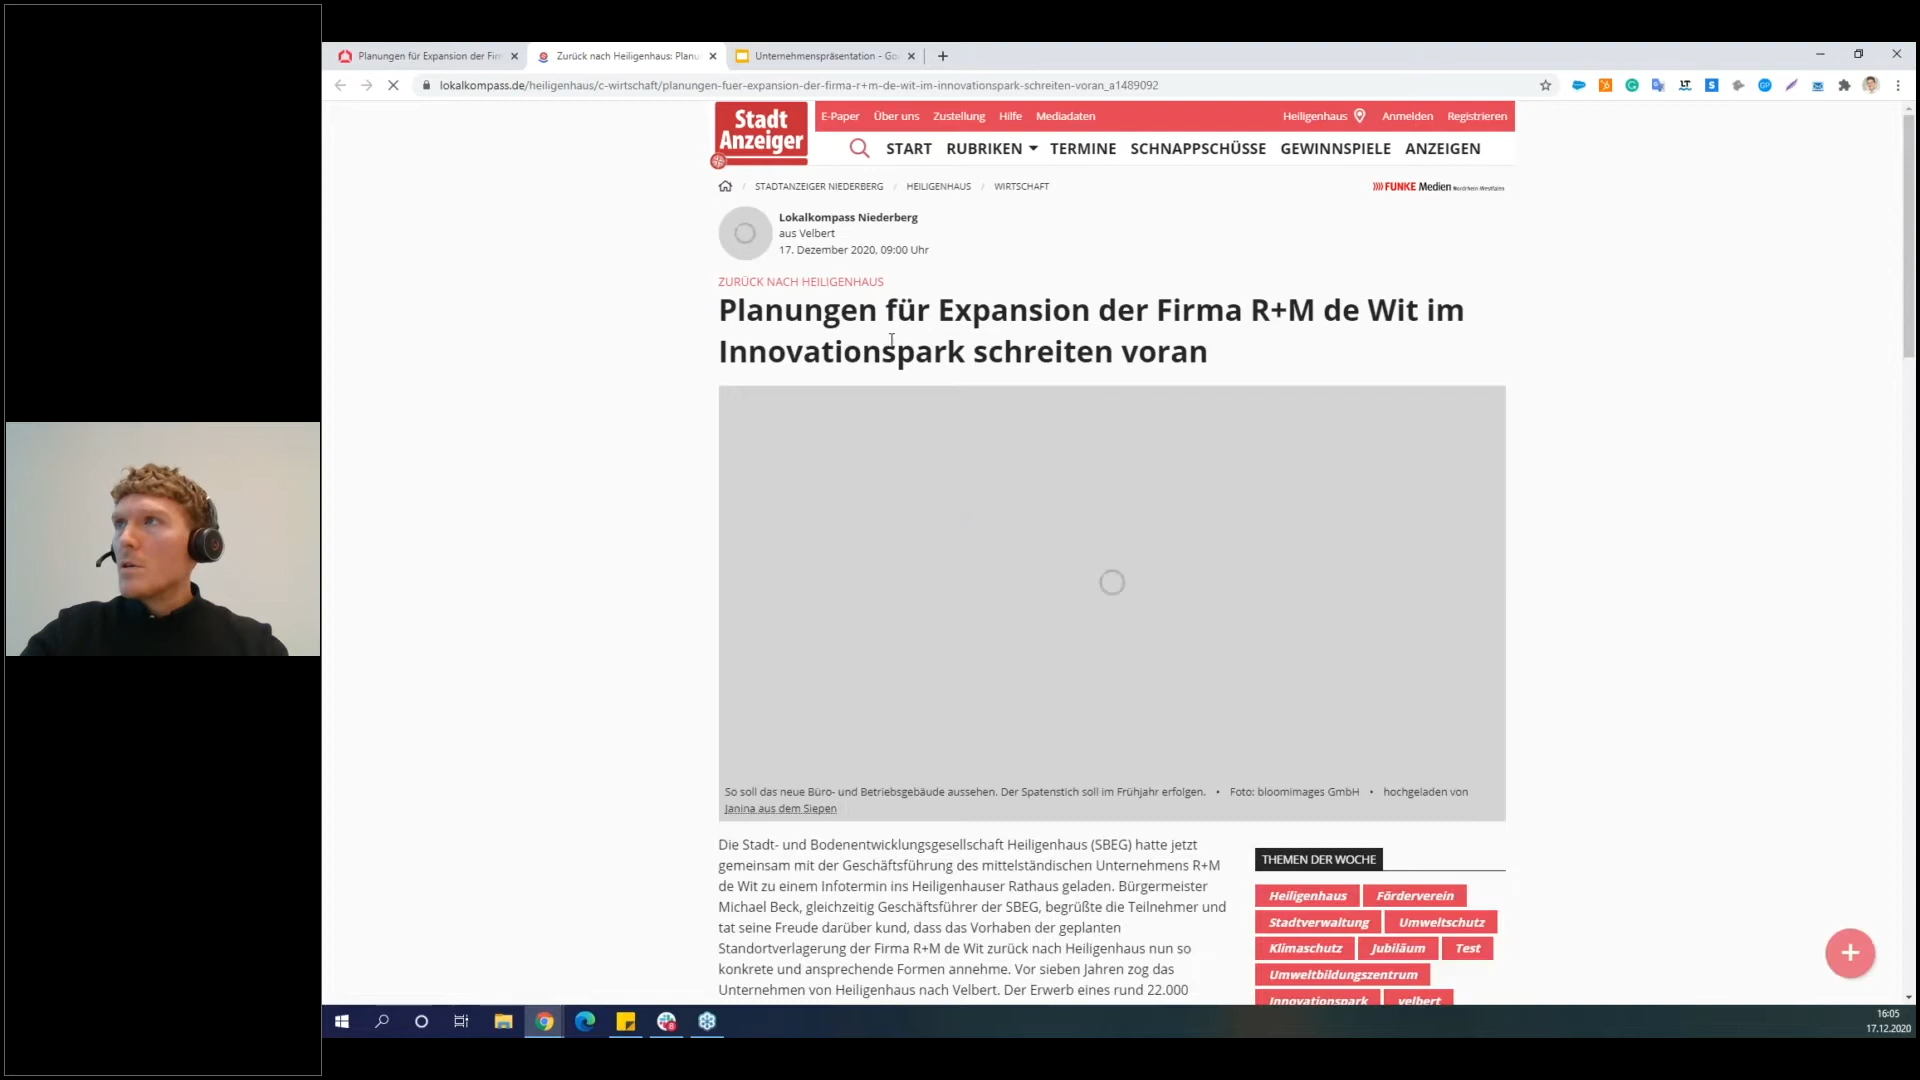 Planungen für Expansion der Fir
Zurück nach Heiligenhaus: Planu
Unternehmenspräsentation - Go
lokalkompass.de/heiligenhaus/c-wirtschaft/planungen-fuer-expansion-der-firma-r+m-de-wit-im-innovationspark-schreiten-voran_a1489092
Stadt
Anzeiger
E-Paper Über uns Zustellung Hilfe Mediadaten Heiligenhaus Anmelden Registrieren
START RUBRIKEN TERMINE SCHNAPPSCHÜSSE GEWINNSPIELE ANZEIGEN
/ STADTANZEIGER NIEDERBERG / HEILIGENHAUS / WIRTSCHAFT
FUNKE Medien Nordrhein-Westfalen
Lokalkompass Niederberg
aus Velbert
17. Dezember 2020, 09:00 Uhr
ZURÜCK NACH HEILIGENHAUS
Planungen für Expansion der Firma R+M de Wit im
Innovationspark schreiten voran
So soll das neue Büro- und Betriebsgebäude aussehen. Der Spatenstich soll im Frühjahr erfolgen. • Foto: bloomimages GmbH • hochgeladen von
Janina aus dem Siepen
Die Stadt- und Bodenentwicklungsgesellschaft Heiligenhaus (SBEG) hatte jetzt
gemeinsam mit der Geschäftsführung des mittelständischen Unternehmens R+M
de Wit zu einem Infotermin ins Heiligenhauser Rathaus geladen. Bürgermeister
Michael Beck, gleichzeitig Geschäftsführer der SBEG, begrüßte die Teilnehmer und
tat seine Freude darüber kund, dass das Vorhaben der geplanten
Standortverlagerung der Firma R+M de Wit zurück nach Heiligenhaus nun so
konkrete und ansprechende Formen annehme. Vor sieben Jahren zog das
Unternehmen von Heiligenhaus nach Velbert. Der Erwerb eines rund 22.000
THEMEN DER WOCHE
Heiligenhaus Förderverein
Stadtverwaltung Umweltschutz
Klimaschutz Jubiläum Test
Umweltbildungszentrum
Innovationspark velbert
16:05
17.12.2020